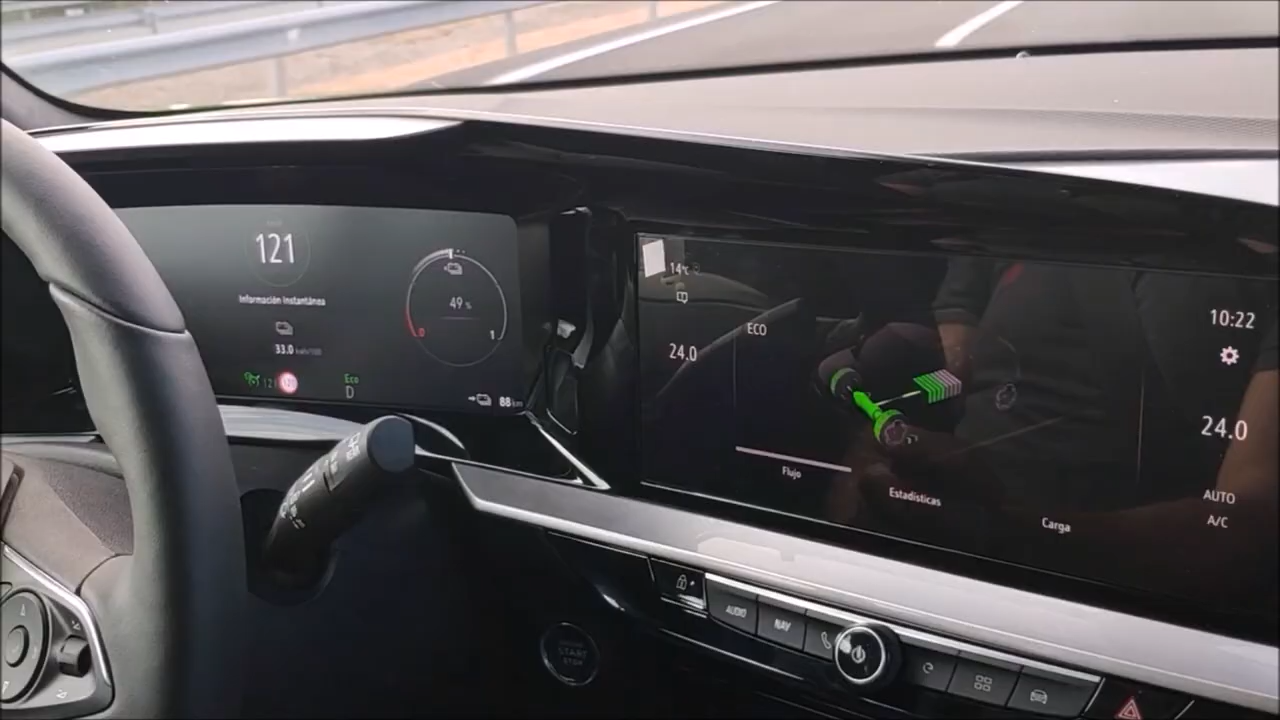 121
Información instantánea
33.0 kWh/100
121
Eco
D
49 %
0
1
88 km
14°C
24.0
ECO
Flujo
Estadísticas
Carga
10:22
24.0
AUTO
A/C
AUDIO
NAV
START
STOP